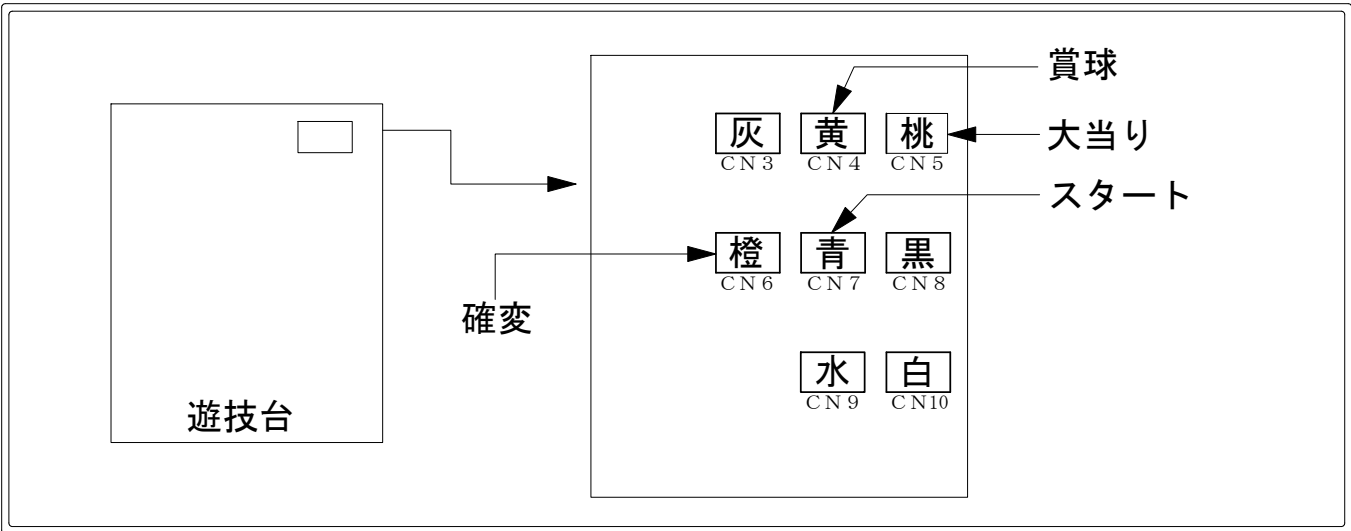 賞球
灰 黄 桃
大当り
CN3 CN4 CN5
スタート
橙 青 黒
CN6 CN7 CN8
確変
水 白
CN9 CN10
遊技台